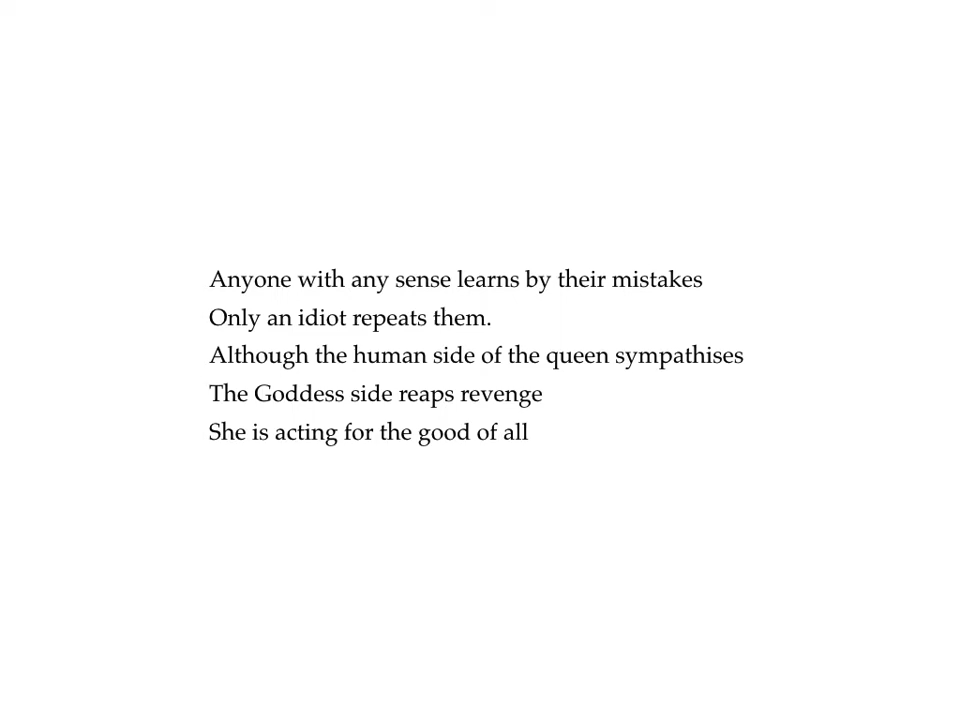 Anyone with any sense learns by their mistakes
Only an idiot repeats them.
Although the human side of the queen sympathises
The Goddess side reaps revenge
She is acting for the good of all